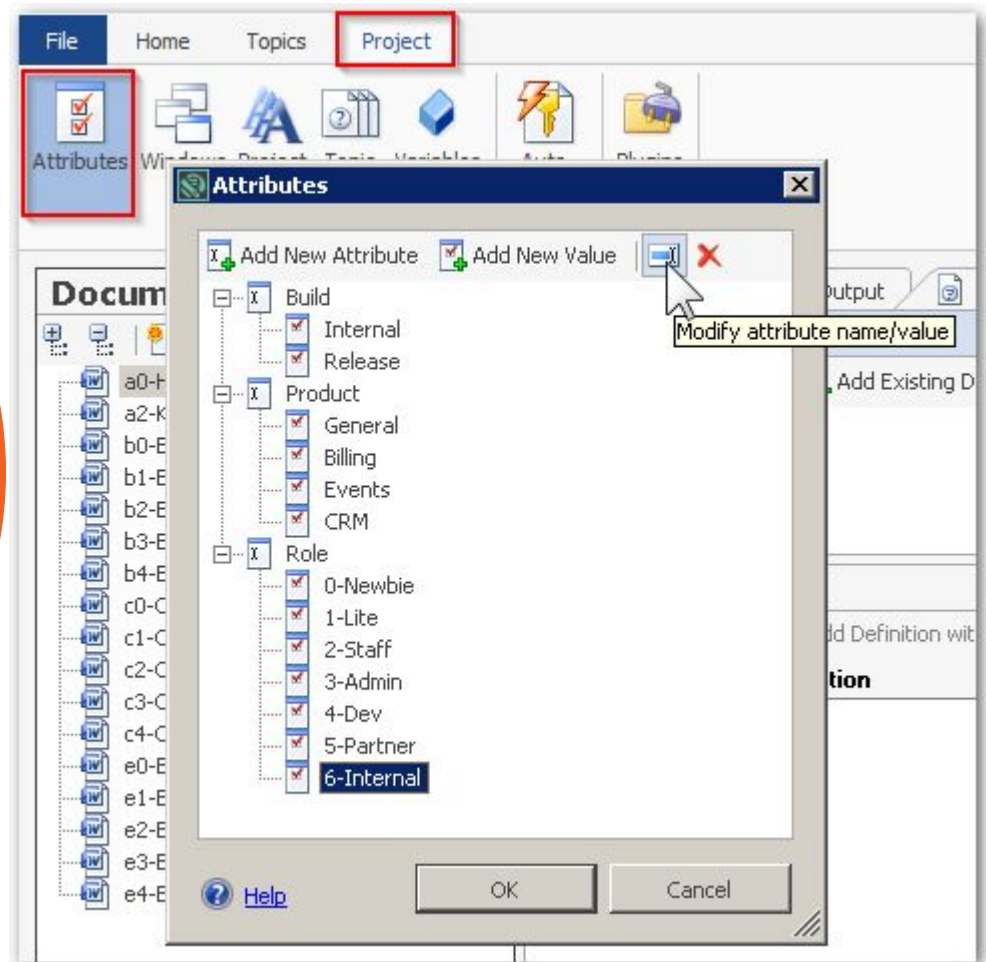 File Home Topics Project
Attributes
Attributes
Add New Attribute Add New Value
Docum
Output
Build
Modify attribute name/value
Internal
Release
Add Existing D
Product
General
Billing
Events
CRM
Role
0-Newbie
1-Lite
2-Staff
3-Admin
4-Dev
5-Partner
6-Internal
dd Definition wit
tion
a0-H
a2-K
b0-E
b1-E
b2-E
b3-E
b4-E
c0-C
c1-C
c2-C
c3-C
c4-C
e0-E
e1-E
e2-E
e3-E
e4-E
Help OK Cancel